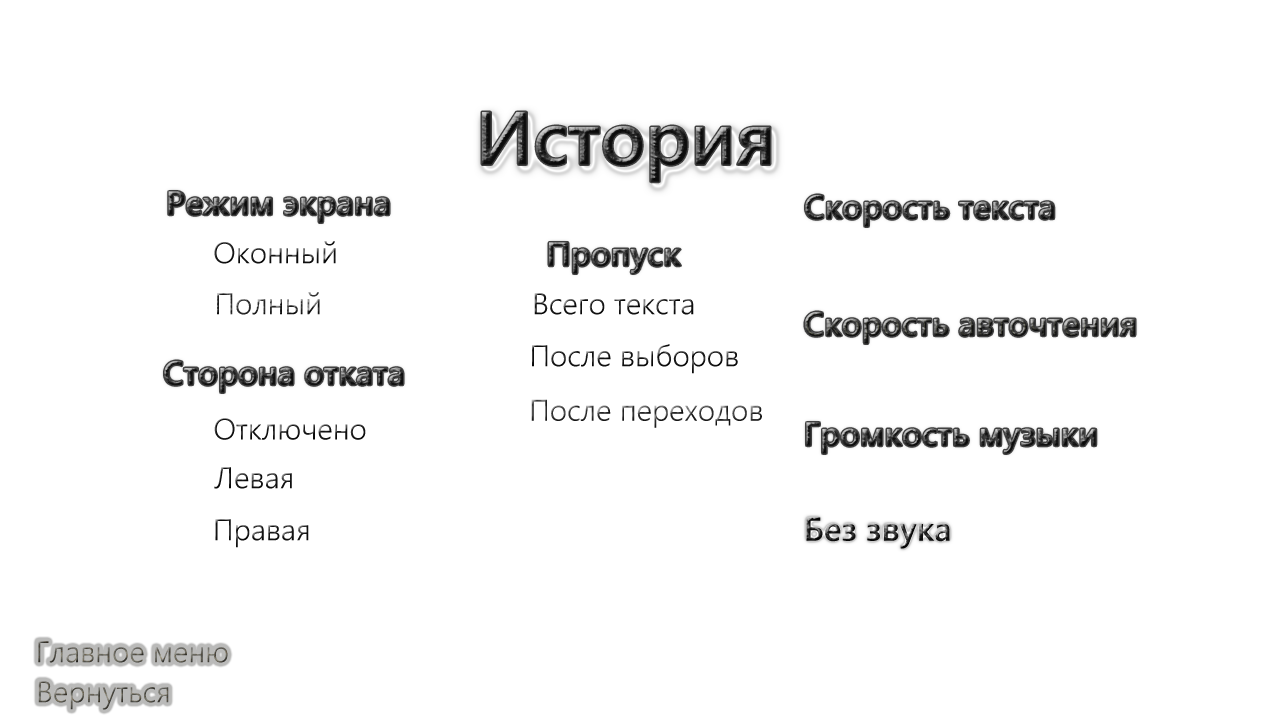 История
Режим экрана
Оконный
Полный
Сторона отката
Отключено
Левая
Правая
Пропуск
Всего текста
После выборов
После переходов
Скорость текста
Скорость авточтения
Громкость музыки
Без звука
Главное меню
Вернуться